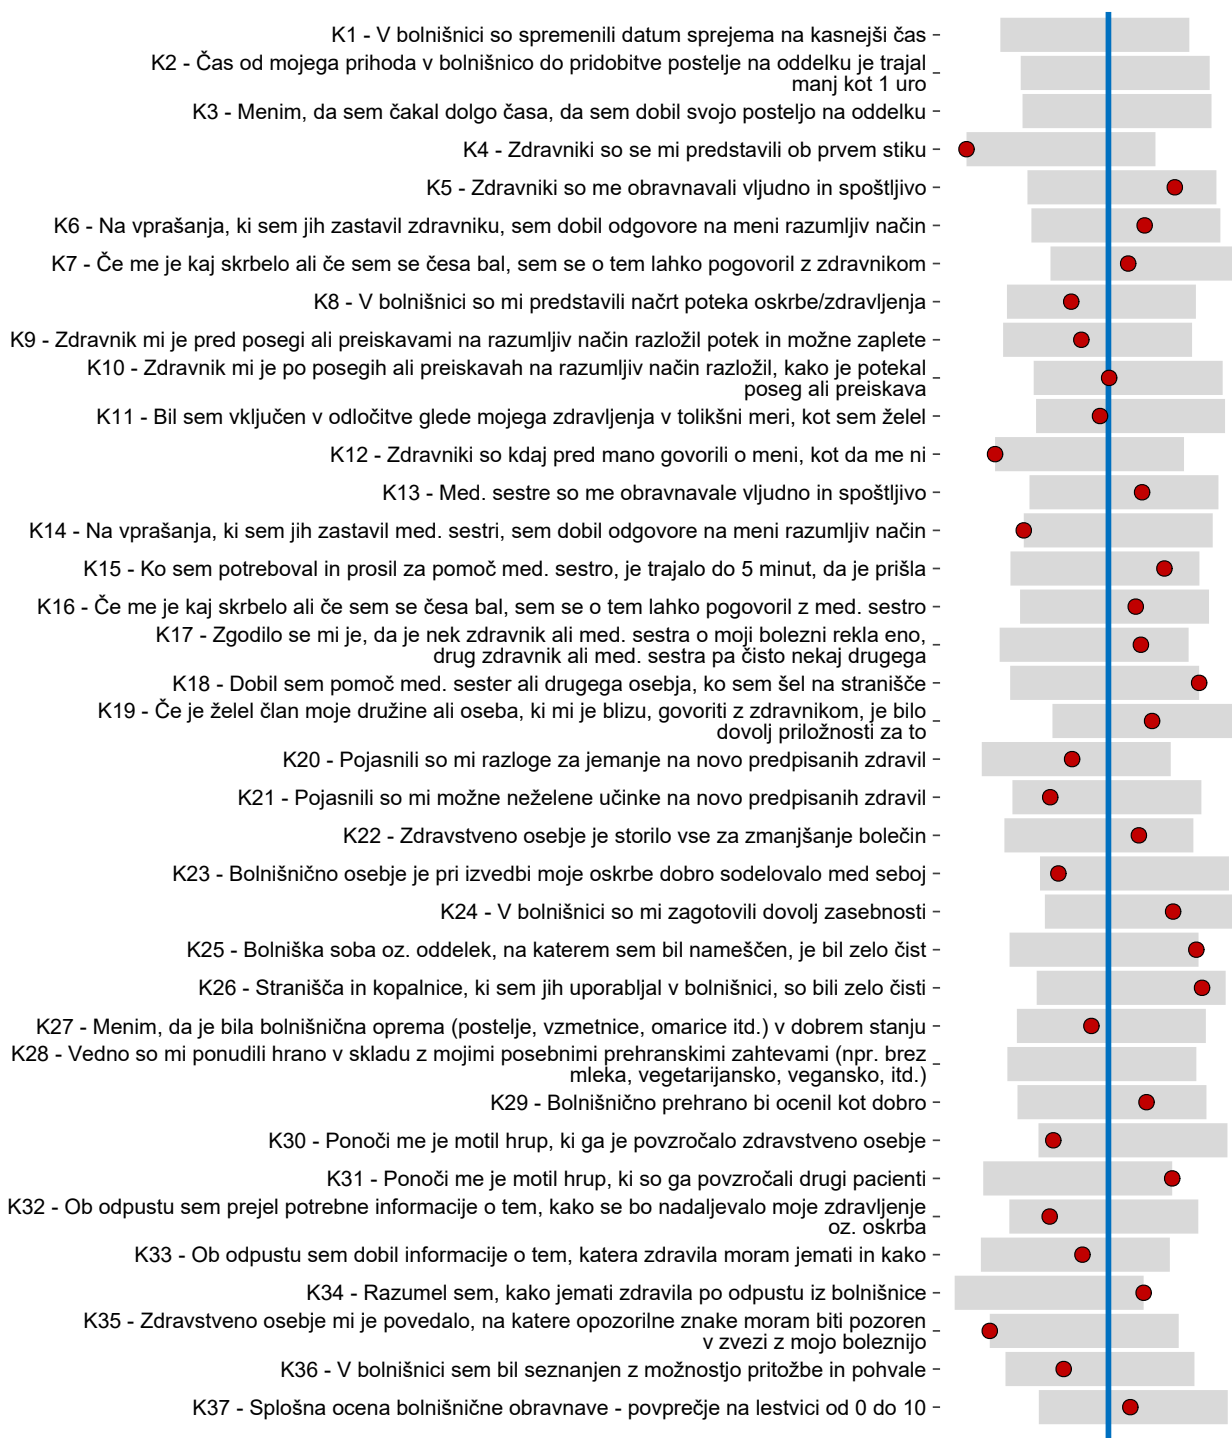 K1 - V bolnišnici so spremenili datum sprejema na kasnejši čas
K2 - Čas od mojega prihoda v bolnišnico do pridobitve postelje na oddelku je trajal
manj kot 1 uro
K3 - Menim, da sem čakal dolgo časa, da sem dobil svojo posteljo na oddelku
K4 - Zdravniki so se mi predstavili ob prvem stiku
K5 - Zdravniki so me obravnavali vljudno in spoštljivo
K6 - Na vprašanja, ki sem jih zastavil zdravniku, sem dobil odgovore na meni razumljiv način
K7 - Če me je kaj skrbelo ali če sem se česa bal, sem se o tem lahko pogovoril z zdravnikom
K8 - V bolnišnici so mi predstavili načrt poteka oskrbe/zdravljenja
K9 - Zdravnik mi je pred posegi ali preiskavami na razumljiv način razložil potek in možne zaplete
K10 - Zdravnik mi je po posegih ali preiskavah na razumljiv način razložil, kako je potekal
poseg ali preiskava
K11 - Bil sem vključen v odločitve glede mojega zdravljenja v tolikšni meri, kot sem želel
K12 - Zdravniki so kdaj pred mano govorili o meni, kot da me ni
K13 - Med. sestre so me obravnavale vljudno in spoštljivo
K14 - Na vprašanja, ki sem jih zastavil med. sestri, sem dobil odgovore na meni razumljiv način
K15 - Ko sem potreboval in prosil za pomoč med. sestro, je trajalo do 5 minut, da je prišla
K16 - Če me je kaj skrbelo ali če sem se česa bal, sem se o tem lahko pogovoril z med. sestro
K17 - Zgodilo se mi je, da je nek zdravnik ali med. sestra o moji bolezni rekla eno,
drug zdravnik ali med. sestra pa čisto nekaj drugega
K18 - Dobil sem pomoč med. sester ali drugega osebja, ko sem šel na stranišče
K19 - Če je želel član moje družine ali oseba, ki mi je blizu, govoriti z zdravnikom, je bilo
dovolj priložnosti za to
K20 - Pojasnili so mi razloge za jemanje na novo predpisanih zdravil
K21 - Pojasnili so mi možne neželene učinke na novo predpisanih zdravil
K22 - Zdravstveno osebje je storilo vse za zmanjšanje bolečin
K23 - Bolnišnično osebje je pri izvedbi moje oskrbe dobro sodelovalo med seboj
K24 - V bolnišnici so mi zagotovili dovolj zasebnosti
K25 - Bolniška soba oz. oddelek, na katerem sem bil nameščen, je bil zelo čist
K26 - Stranišča in kopalnice, ki sem jih uporabljal v bolnišnici, so bili zelo čisti
K27 - Menim, da je bila bolnišnična oprema (postelje, vzmetnice, omarice itd.) v dobrem stanju
K28 - Vedno so mi ponudili hrano v skladu z mojimi posebnimi prehranskimi zahtevami (npr. brez
mleka, vegetarijansko, vegansko, itd.)
K29 - Bolnišnično prehrano bi ocenil kot dobro
K30 - Ponoči me je motil hrup, ki ga je povzročalo zdravstveno osebje
K31 - Ponoči me je motil hrup, ki so ga povzročali drugi pacienti
K32 - Ob odpustu sem prejel potrebne informacije o tem, kako se bo nadaljevalo moje zdravljenje
oz. oskrba
K33 - Ob odpustu sem dobil informacije o tem, katera zdravila moram jemati in kako
K34 - Razumel sem, kako jemati zdravila po odpustu iz bolnišnice
K35 - Zdravstveno osebje mi je povedalo, na katere opozorilne znake moram biti pozoren
v zvezi z mojo boleznijo
K36 - V bolnišnici sem bil seznanjen z možnostjo pritožbe in pohvale
K37 - Splošna ocena bolnišnične obravnave - povprečje na lestvici od 0 do 10